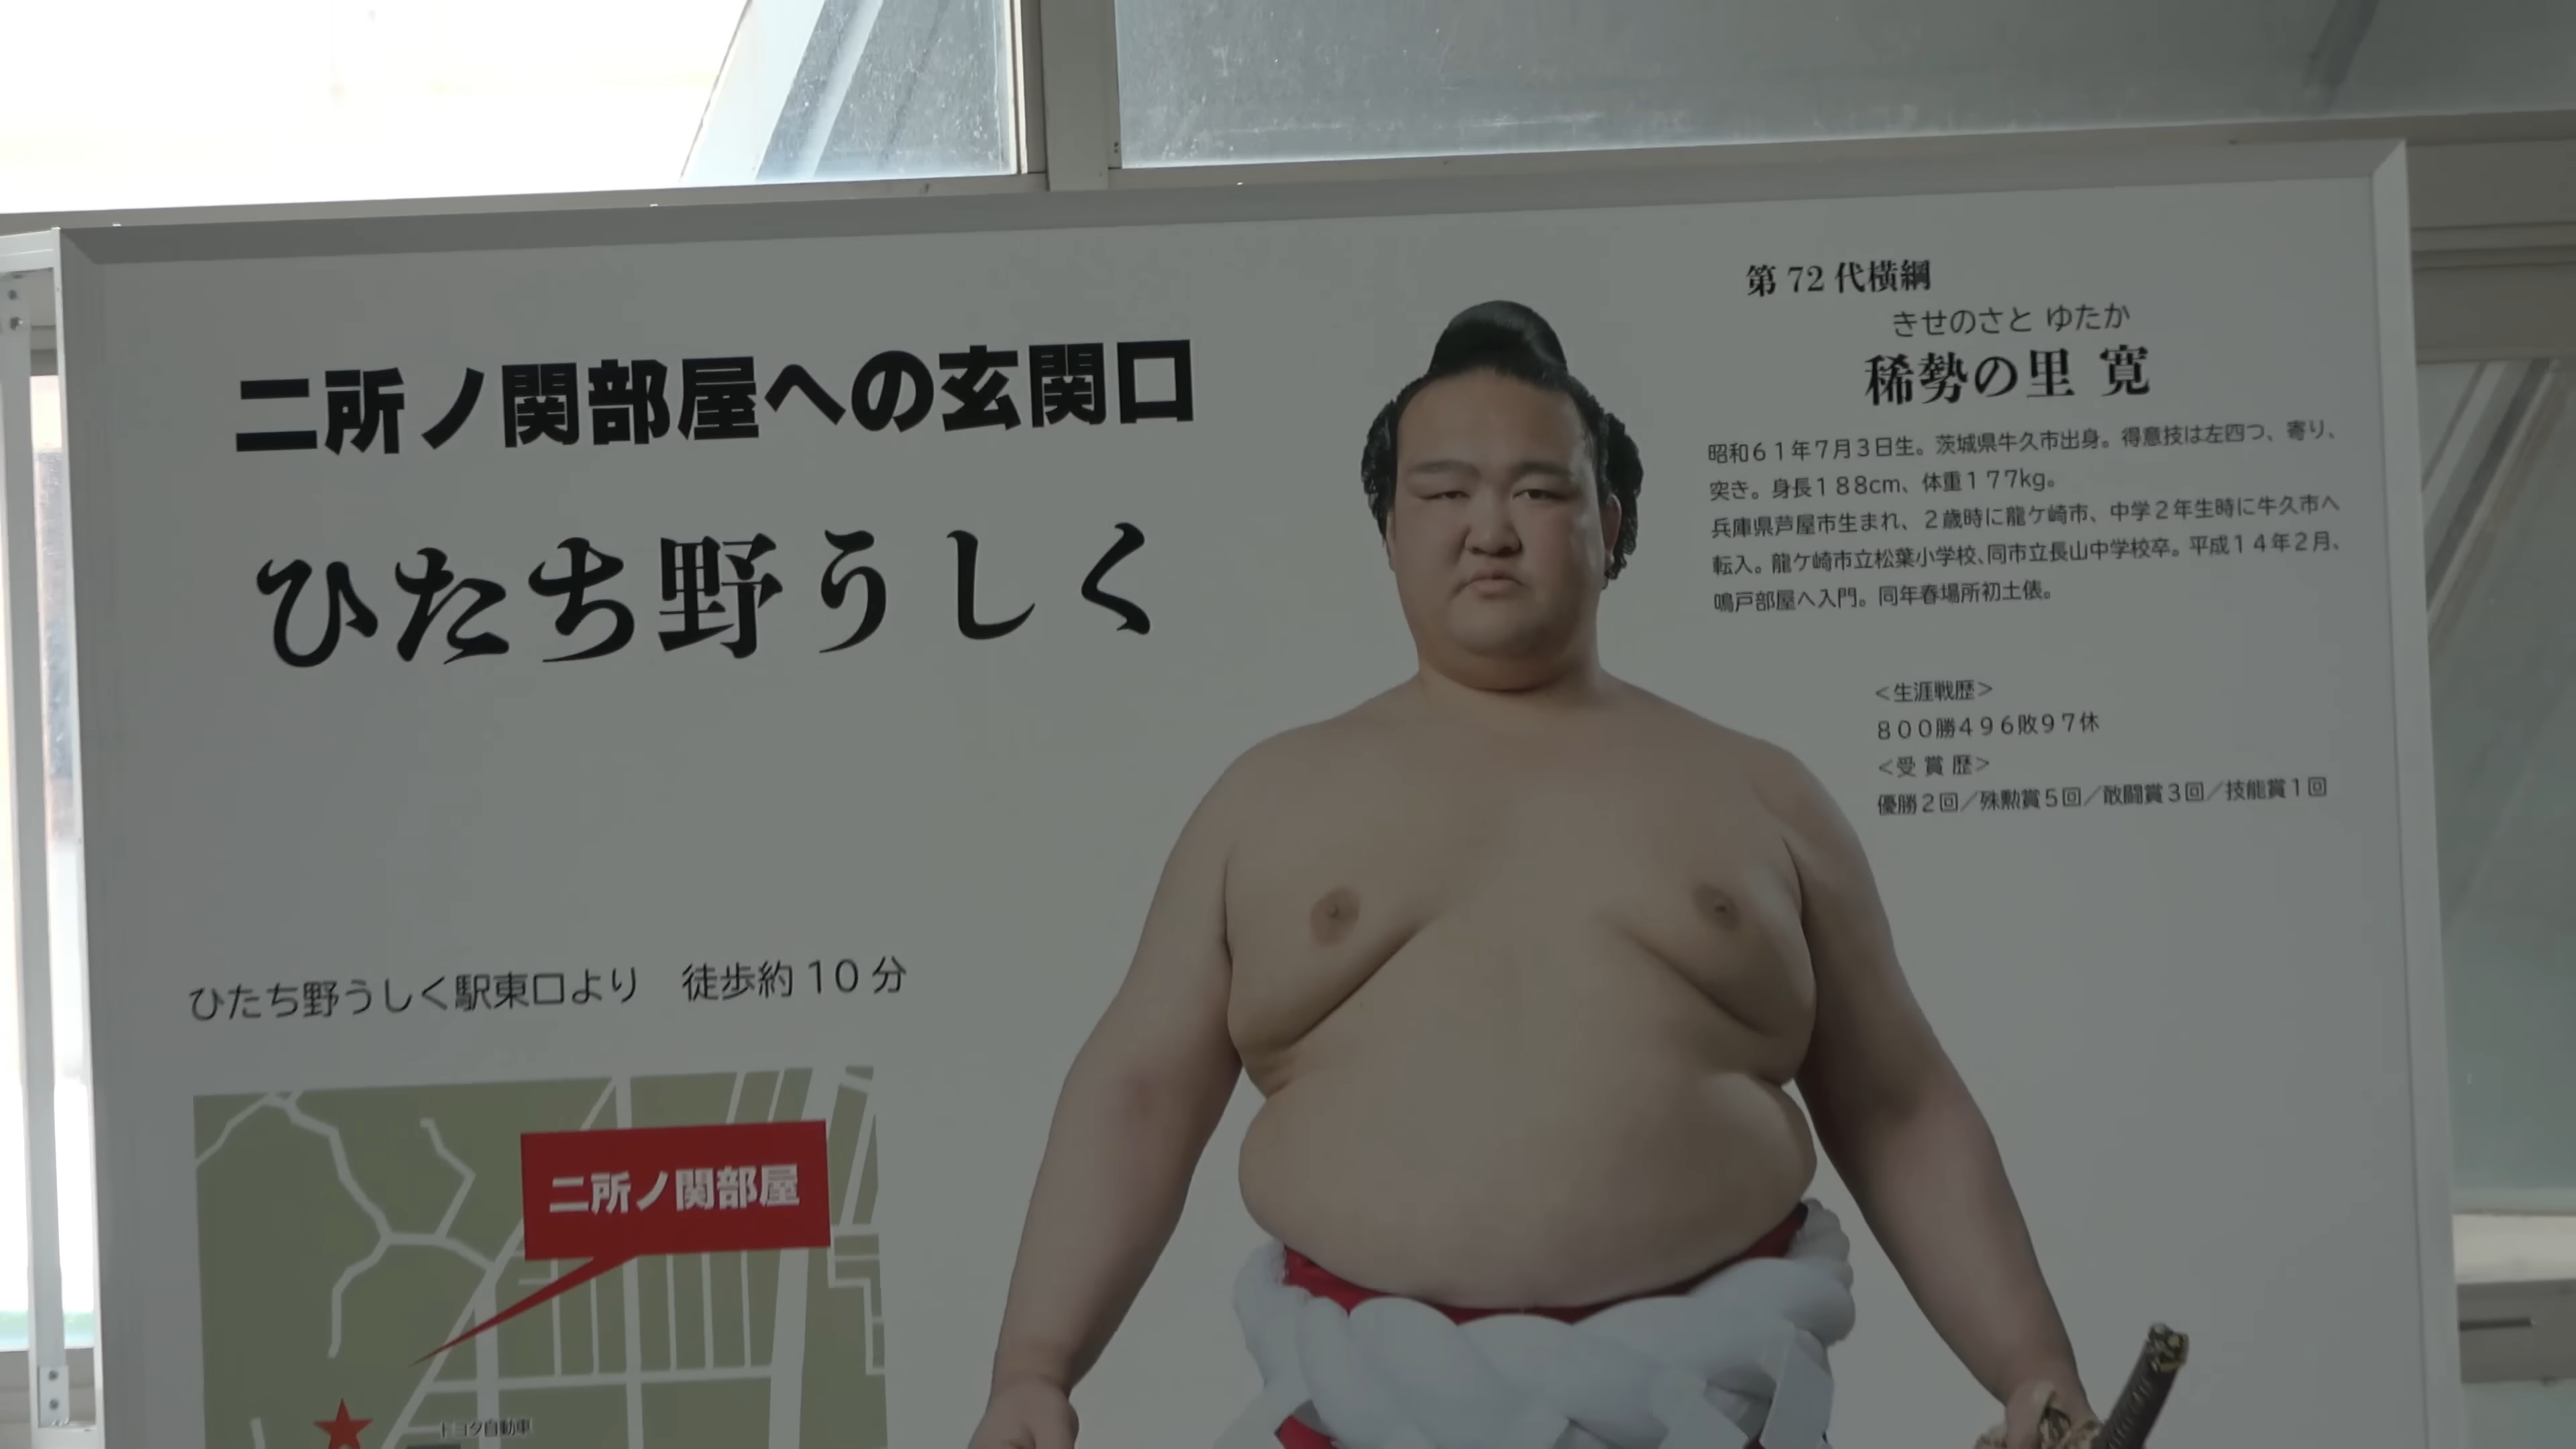 二所ノ関部屋への玄関口
ひたち野うしく
ひたち野うしく駅東口より　徒歩約10分
二所ノ関部屋
トヨタ自動車
第72代横綱
きせのさと ゆたか
稀勢の里 寛
昭和６１年７月３日生。茨城県牛久市出身。得意技は左四つ、寄り、
突き。身長１８８cm、体重１７７kg。
兵庫県芦屋市生まれ、２歳時に龍ケ崎市、中学２年生時に牛久市へ
転入。龍ケ崎市立松葉小学校、同市立長山中学校卒。平成１４年２月、
鳴戸部屋へ入門。同年春場所初土俵。
＜生涯戦歴＞
８００勝４９６敗９７休
＜受 賞 歴＞
優勝２回／殊勲賞５回／敢闘賞３回／技能賞１回